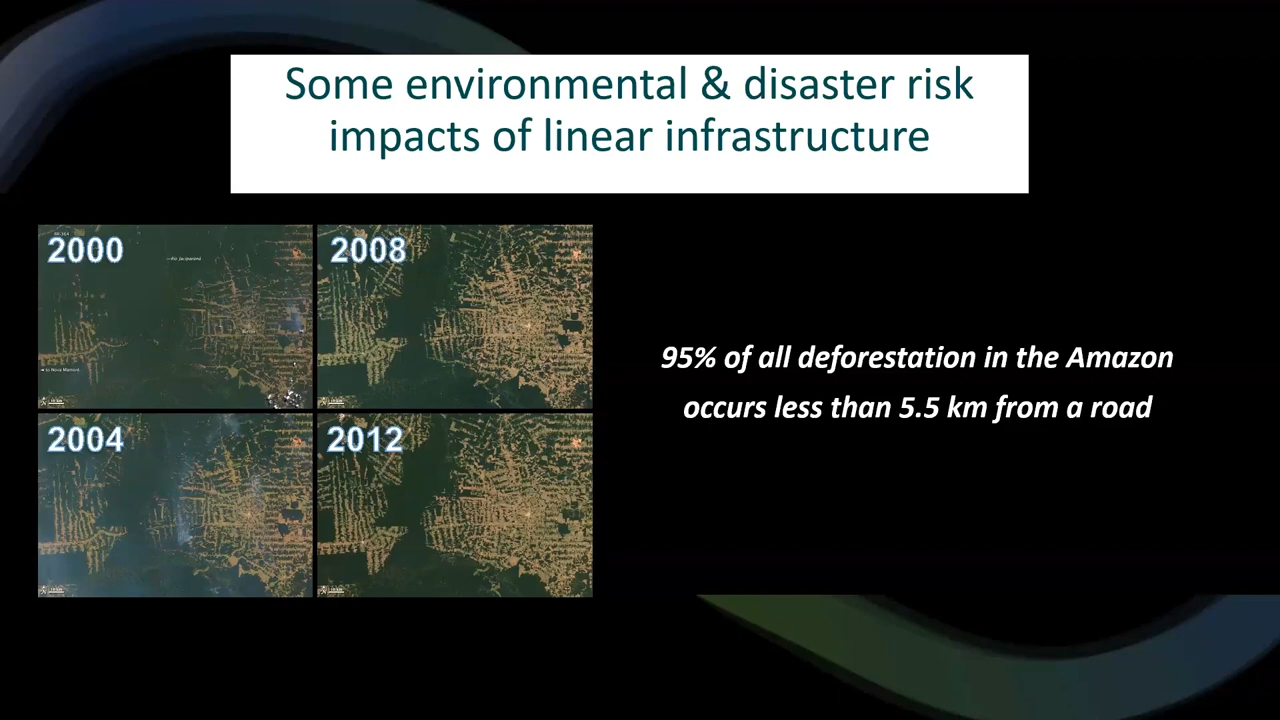 Some environmental & disaster risk
impacts of linear infrastructure
2000
2008
2004
2012
95% of all deforestation in the Amazon
occurs less than 5.5 km from a road